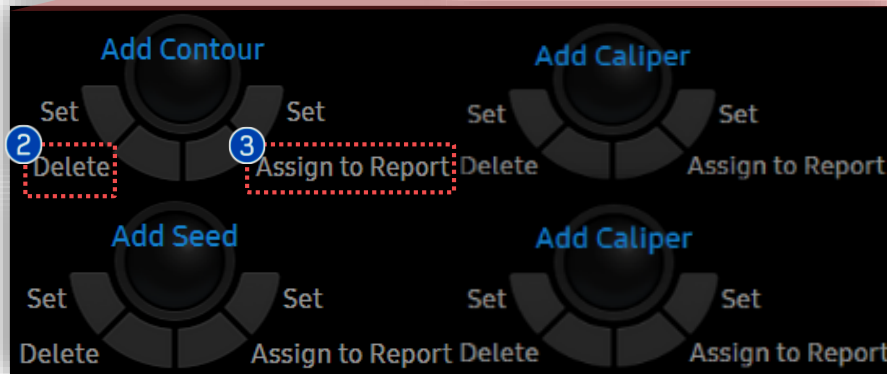 Add Contour
Add Caliper
Set
Set
Set
Set
2
3
Delete
Assign to Report
Delete
Assign to Report
Add Seed
Add Caliper
Set
Set
Set
Set
Delete
Assign to Report
Delete
Assign to Report